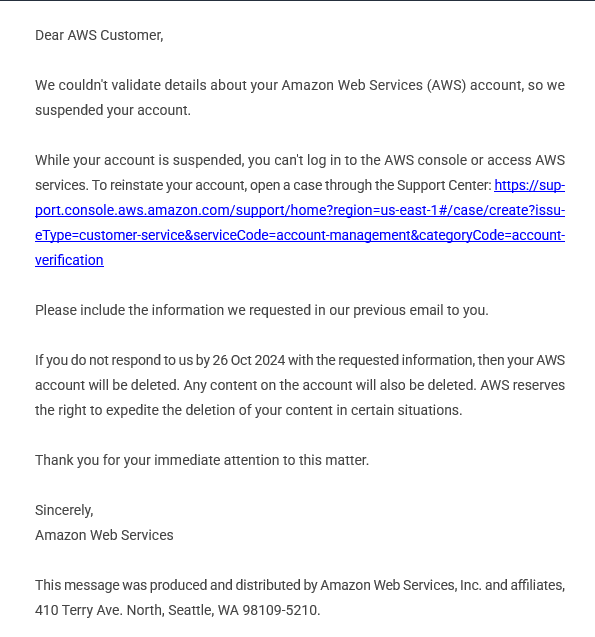 Dear AWS Customer,
We couldn't validate details about your Amazon Web Services (AWS) account, so we
suspended your account.
While your account is suspended, you can't log in to the AWS console or access AWS
services. To reinstate your account, open a case through the Support Center: https://sup-
port.console.aws.amazon.com/support/home?region=us-east-1#/case/create?issu-
eType=customer-service&serviceCode=account-management&categoryCode=account-
verification
Please include the information we requested in our previous email to you.
If you do not respond to us by 26 Oct 2024 with the requested information, then your AWS
account will be deleted. Any content on the account will also be deleted. AWS reserves
the right to expedite the deletion of your content in certain situations.
Thank you for your immediate attention to this matter.
Sincerely,
Amazon Web Services
This message was produced and distributed by Amazon Web Services, Inc. and affiliates,
410 Terry Ave. North, Seattle, WA 98109-5210.